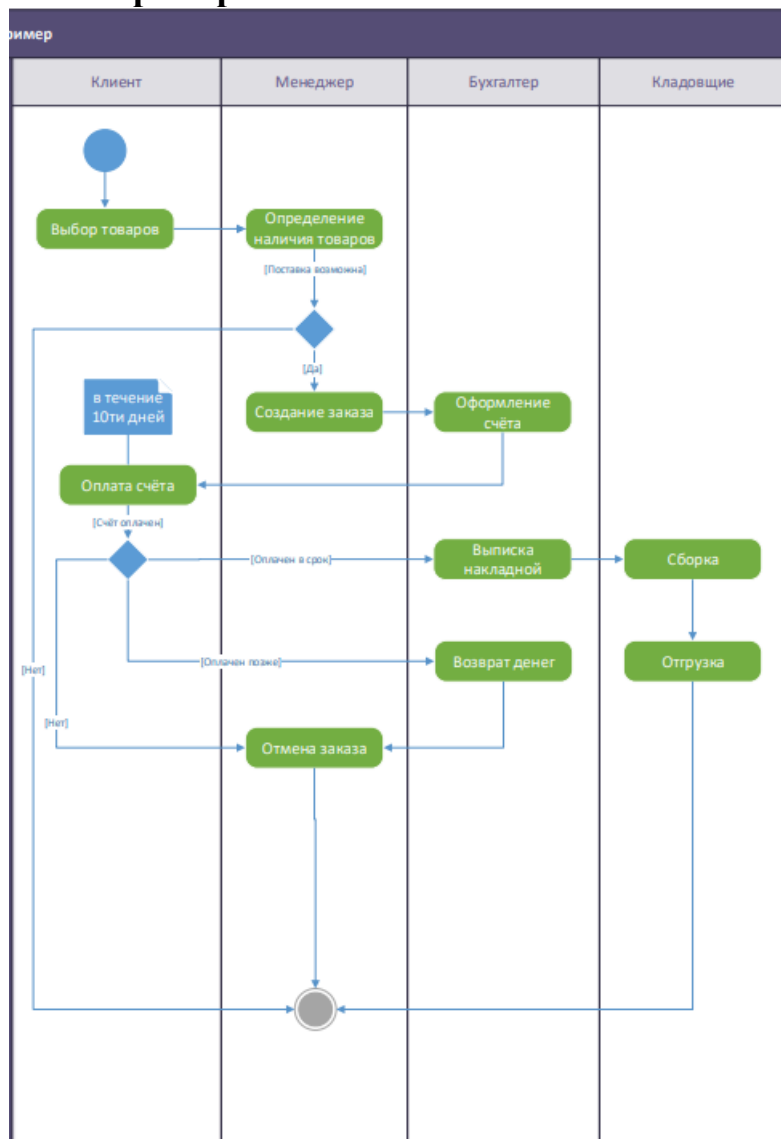 ример
Клиент
Менеджер
Бухгалтер
Кладовщие
Выбор товаров
Определение
наличия товаров
[Поставка возможна]
[Да]
в течение
10ти дней
Создание заказа
Оформление
счёта
Оплата счёта
[Счёт оплачен]
[Оплачен в срок]
Выписка
накладной
Сборка
[Оплачен позже]
Возврат денег
Отгрузка
[Нет]
[Нет]
Отмена заказа